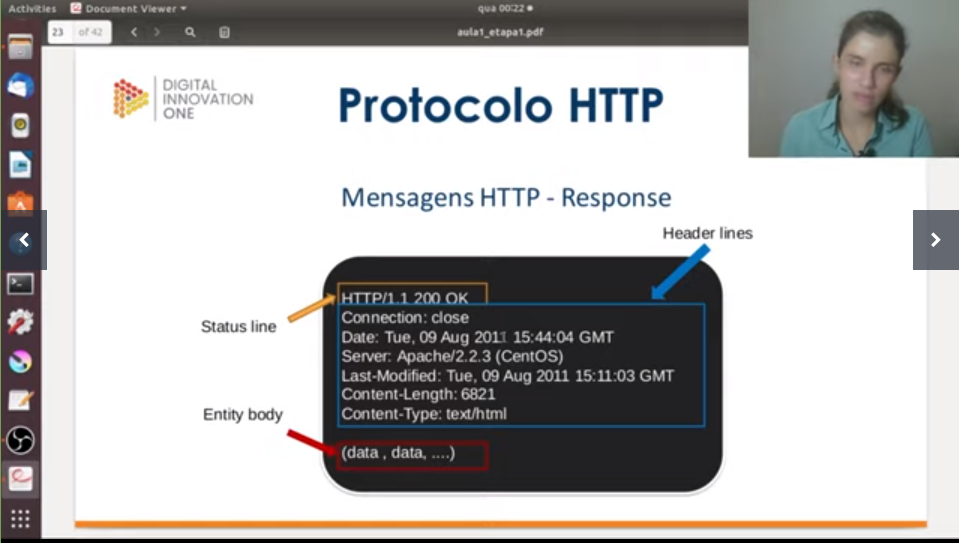 Activities Document Viewer qua 00:22
23 of 42 aula1_etapa1.pdf
DIGITAL
INNOVATION
ONE
Protocolo HTTP
Mensagens HTTP - Response
Header lines
Status line
HTTP/1.1 200 OK
Connection: close
Date: Tue, 09 Aug 2011 15:44:04 GMT
Server: Apache/2.2.3 (CentOS)
Last-Modified: Tue, 09 Aug 2011 15:11:03 GMT
Content-Length: 6821
Content-Type: text/html
Entity body
(data , data, ....)